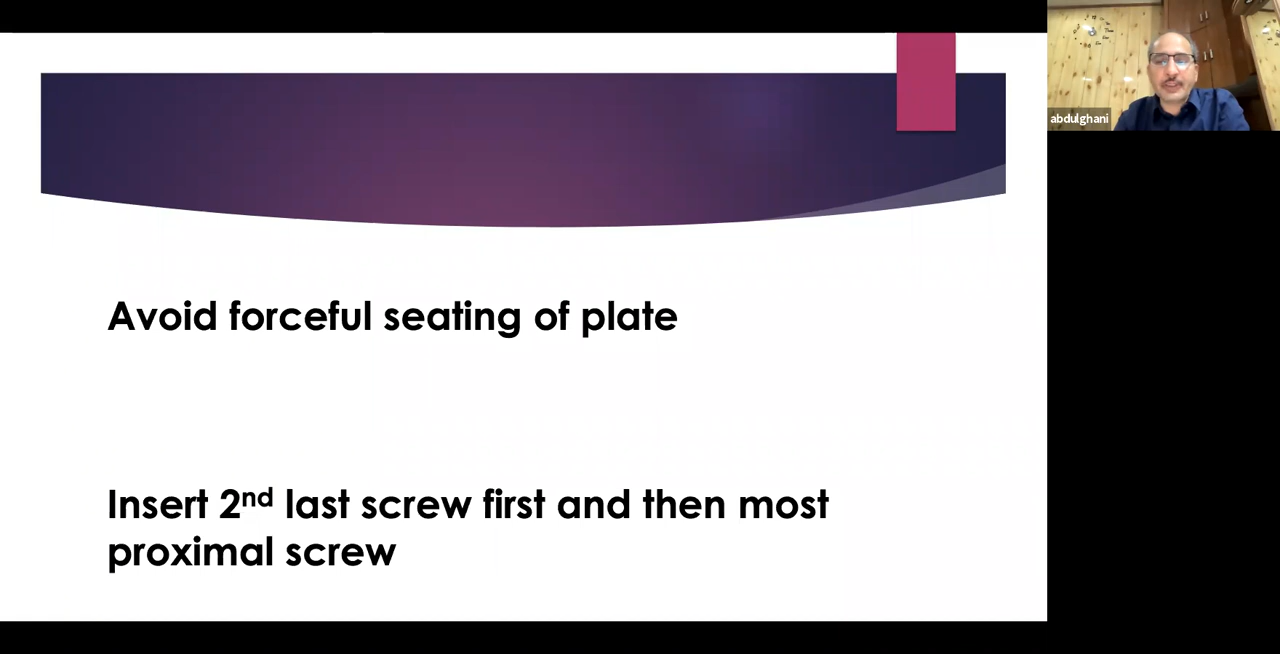 abdulghani
Avoid forceful seating of plate
Insert 2nd last screw first and then most
proximal screw